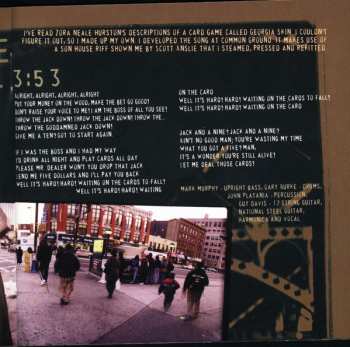 I'VE READ ZORA NEALE HURSTON'S DESCRIPTIONS OF A CARD GAME CALLED GEORGIA SKIN. I COULDN'T
FIGURE IT OUT, SO I MADE UP MY OWN. I DEVELOPED THE SONG AT COMMON GROUND. IT MAKES USE OF
A SON HOUSE RIFF SHOWN ME BY SCOTT AINSLIE THAT I STEAMED, PRESSED AND REFITTED.
3:53
ALRIGHT, ALRIGHT, ALRIGHT, ALRIGHT
PUT YOUR MONEY ON THE WOOD, MAKE THE BET GO GOOD!
DON'T RAISE YOUR VOICE TO ME! I AM THE BOSS OF ALL YOU SEE!
THROW THE JACK DOWN! THROW THE JACK DOWN! THROW THE...
THROW THE GODDAMNED JACK DOWN!
GIVE ME A TEN? GOT TO START AGAIN.
IF I WAS THE BOSS AND I HAD MY WAY
I'D DRINK ALL NIGHT AND PLAY CARDS ALL DAY
PLEASE MR. DEALER WON'T YOU DROP THAT JACK
LEND ME FIVE DOLLARS AND I'LL PAY YOU BACK
WELL IT'S HARD! HARD! WAITING ON THE CARDS TO FALL!
WELL IT'S HARD! HARD! HARD! WAITING
ON THE CARD
WELL IT'S HARD! HARD! WAITING ON THE CARDS TO FALL!
WELL IT'S HARD! HARD! HARD! WAITING
ON THE CARD
JACK AND A NINE? JACK AND A NINE?
AIN'T NO GOOD MAN; YOU'RE WASTING MY TIME
WHAT YOU GOT A FIVE? MAN,
IT'S A WONDER YOU'RE STILL ALIVE!
LET ME DEAL THOSE CARDS!
MARK MURPHY - UPRIGHT BASS, GARY BURKE - DRUMS,
JOHN PLATANIA - PERCUSSION
GUY DAVIS - 12 STRING GUITAR,
NATIONAL STEEL GUITAR,
HARMONICA AND VOCAL